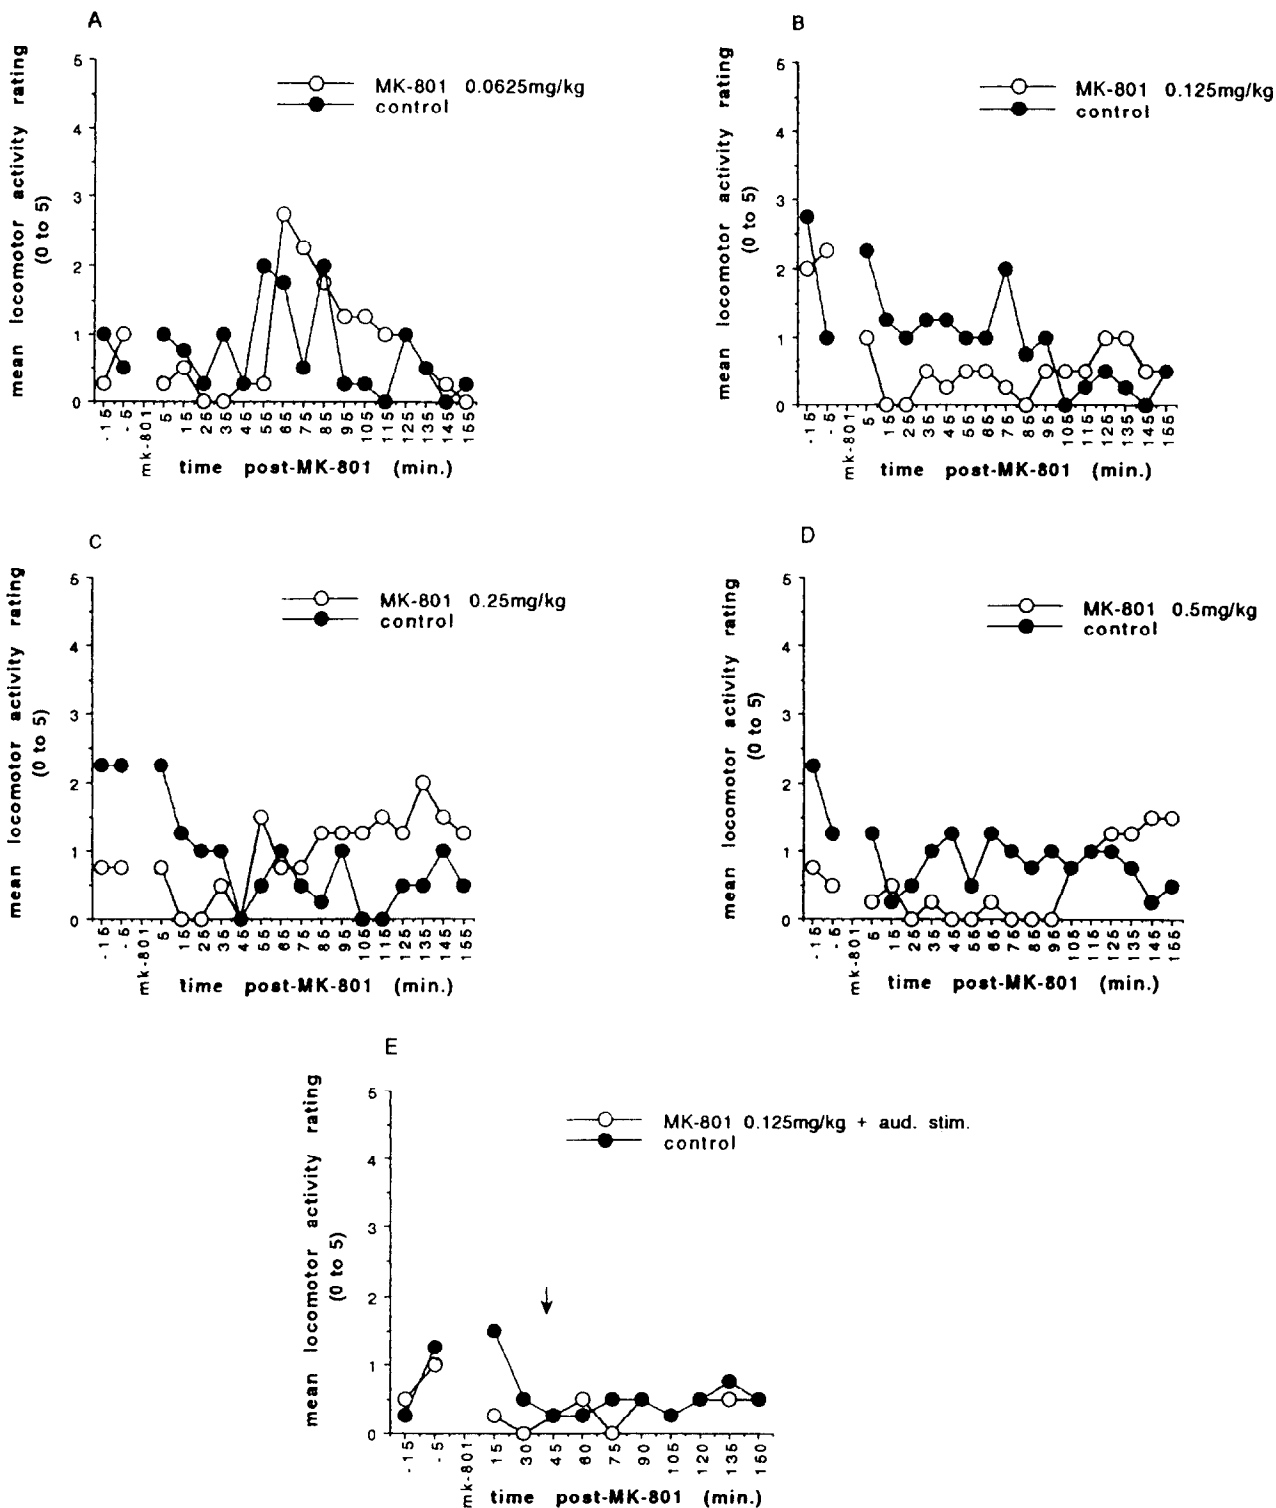 A
mean locomotor activity rating
(0 to 5)
5
4
3
2
1
0
MK-801 0.0625mg/kg
control
-15 -5 mk-801 5 15 25 35 45 55 65 75 85 95 105 115 125 135 145 155
time post-MK-801 (min.)
B
mean locomotor activity rating
(0 to 5)
5
4
3
2
1
0
MK-801 0.125mg/kg
control
-15 -5 mk-801 5 15 25 35 45 55 65 75 85 95 105 115 125 135 145 155
time post-MK-801 (min.)
C
mean locomotor activity rating
(0 to 5)
5
4
3
2
1
0
MK-801 0.25mg/kg
control
-15 -5 mk-801 5 15 25 35 45 55 65 75 85 95 105 115 125 135 145 155
time post-MK-801 (min.)
D
mean locomotor activity rating
(0 to 5)
5
4
3
2
1
0
MK-801 0.5mg/kg
control
-15 -5 mk-801 5 15 25 35 45 55 65 75 85 95 105 115 125 135 145 155
time post-MK-801 (min.)
E
mean locomotor activity rating
(0 to 5)
5
4
3
2
1
0
MK-801 0.125mg/kg + aud. stim.
control
-15 -5 mk-801 15 30 45 60 75 90 105 120 135 150
time post-MK-801 (min.)